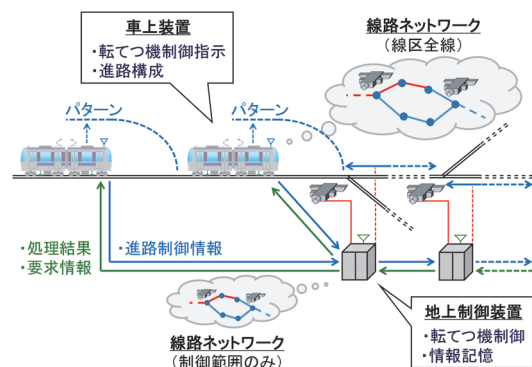 車上装置
・転てつ機制御指示
・進路構成
線路ネットワーク
(線区全線)
パターン
パターン
・処理結果
・要求情報
・進路制御情報
線路ネットワーク
(制御範囲のみ)
地上制御装置
・転てつ機制御
・情報記憶